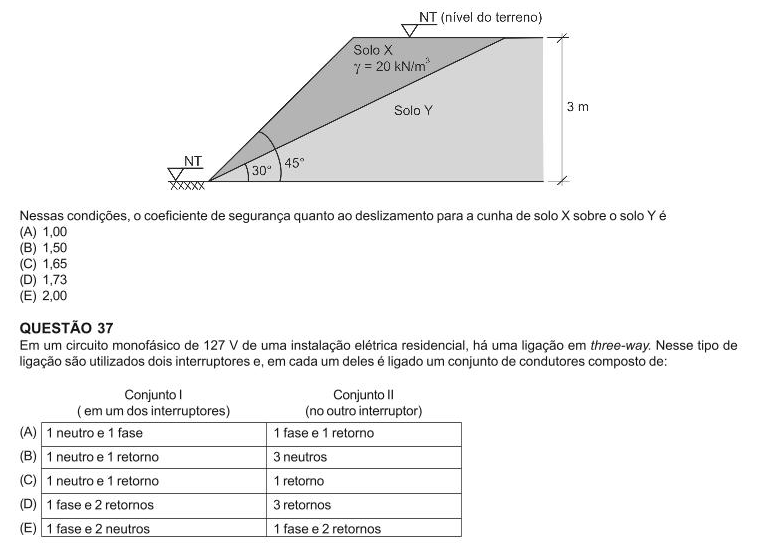 NT (nível do terreno)
Solo X
γ = 20 kN/m³
Solo Y
3 m
NT
30°
45°
Nessas condições, o coeficiente de segurança quanto ao deslizamento para a cunha de solo X sobre o solo Y é
(A) 1,00
(B) 1,50
(C) 1,65
(D) 1,73
(E) 2,00
QUESTÃO 37
Em um circuito monofásico de 127 V de uma instalação elétrica residencial, há uma ligação em three-way. Nesse tipo de
ligação são utilizados dois interruptores e, em cada um deles é ligado um conjunto de condutores composto de:
Conjunto I Conjunto II
( em um dos interruptores) (no outro interruptor)
(A) 1 neutro e 1 fase 1 fase e 1 retorno
(B) 1 neutro e 1 retorno 3 neutros
(C) 1 neutro e 1 retorno 1 retorno
(D) 1 fase e 2 retornos 3 retornos
(E) 1 fase e 2 neutros 1 fase e 2 retornos